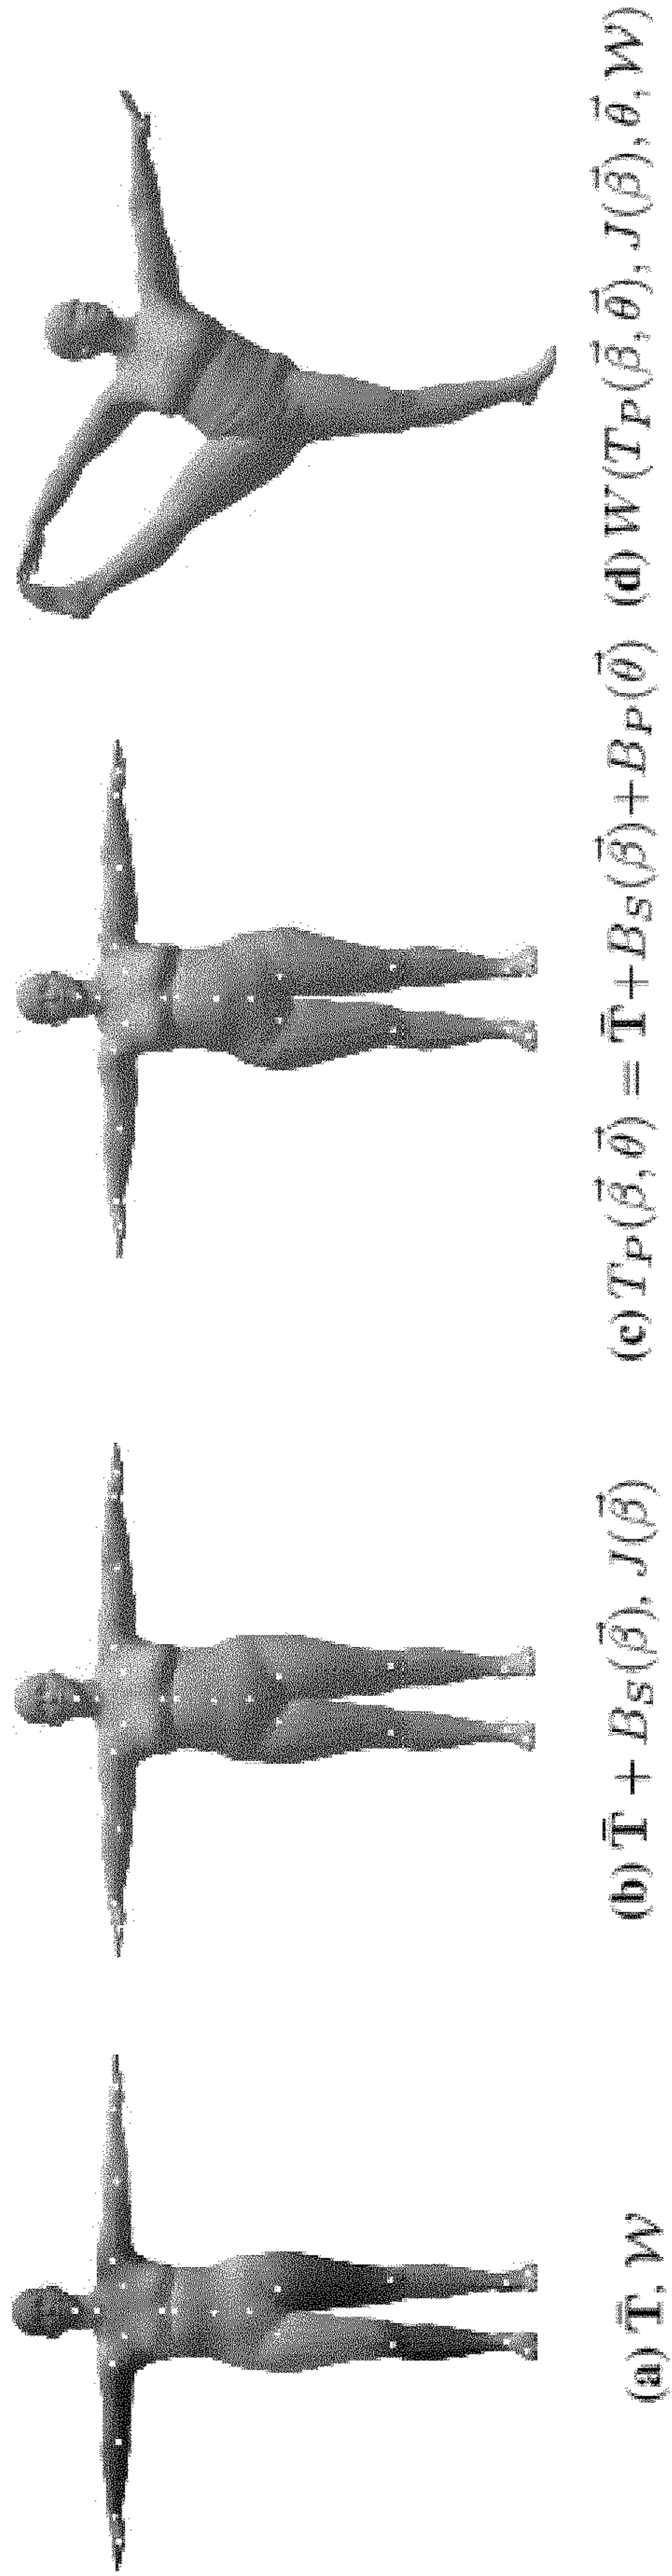 (a) T̄, 𝒲
(b) T̄ + B_S(β⃗), J(β⃗)
(c) T_P(β⃗, θ⃗) = T̄ + B_S(β⃗) + B_P(θ⃗)
(d) W(T_P(β⃗, θ⃗), J(β⃗), θ⃗, 𝒲)